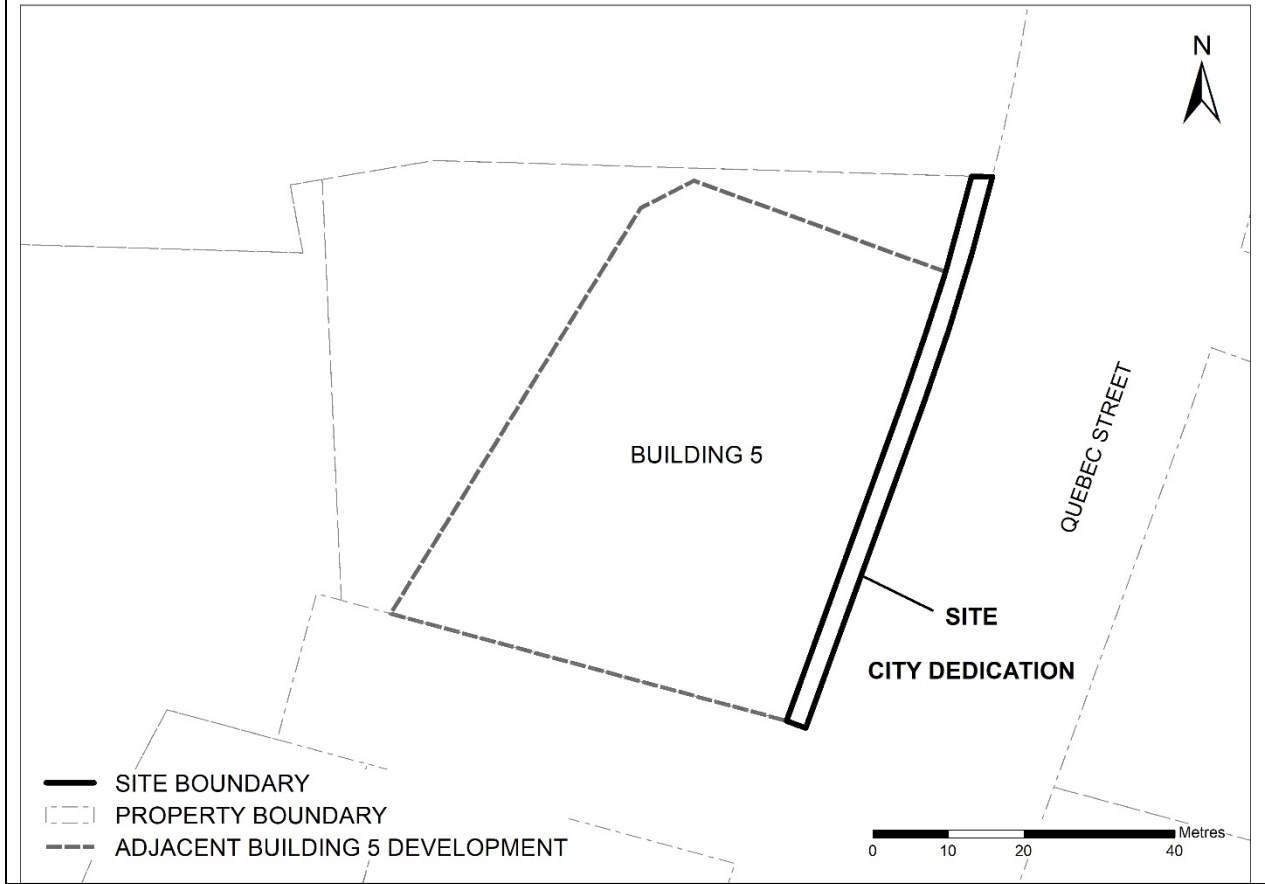 N
BUILDING 5
QUEBEC STREET
SITE
CITY DEDICATION
SITE BOUNDARY
PROPERTY BOUNDARY
ADJACENT BUILDING 5 DEVELOPMENT
Metres
0 10 20 40